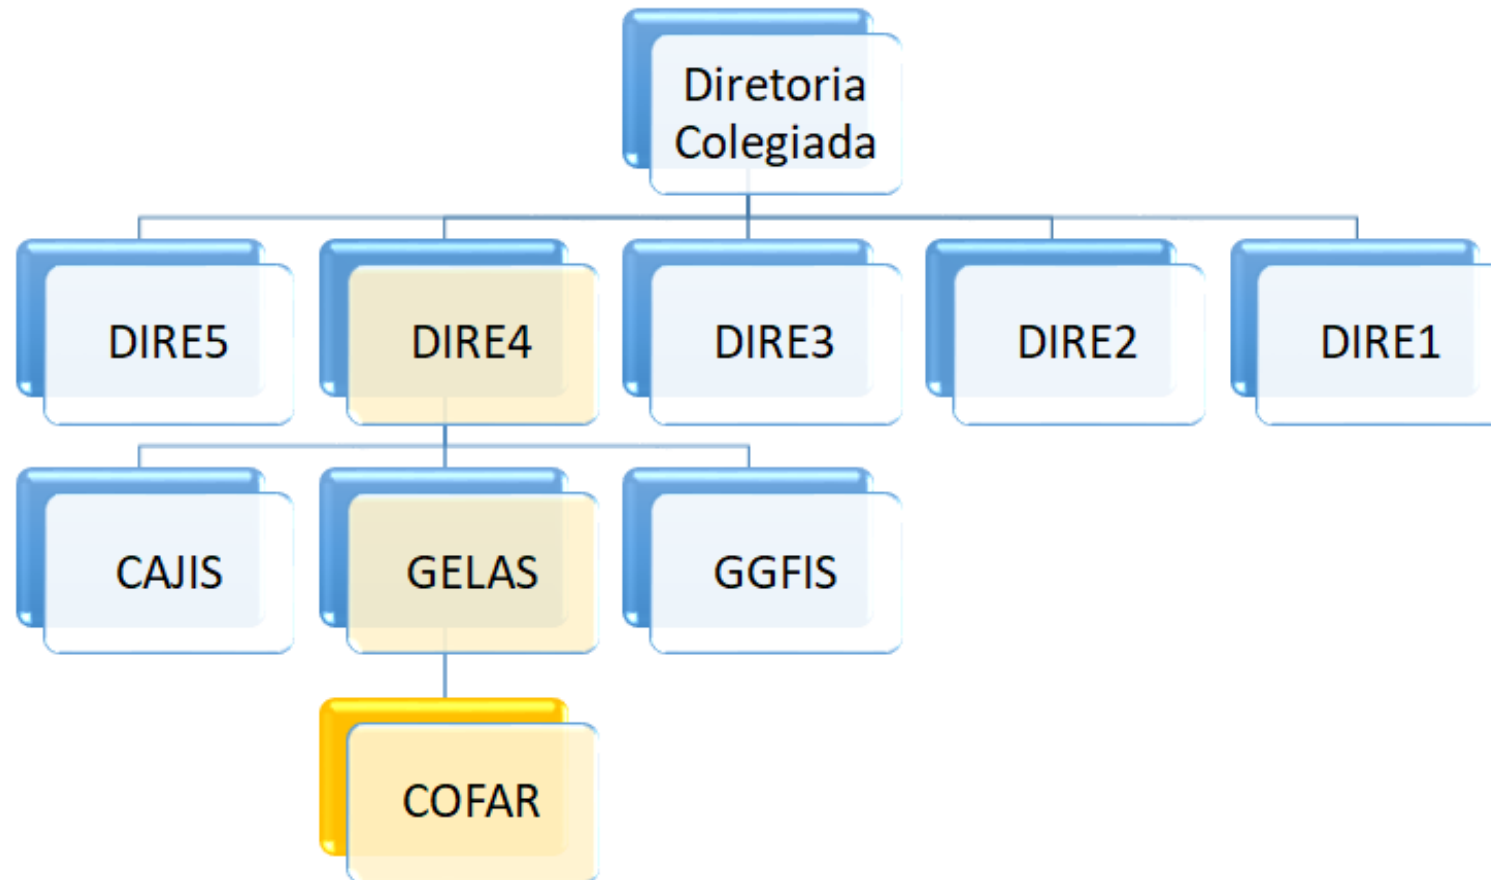 Diretoria
Colegiada
DIRE5
DIRE4
DIRE3
DIRE2
DIRE1
CAJIS
GELAS
GGFIS
COFAR